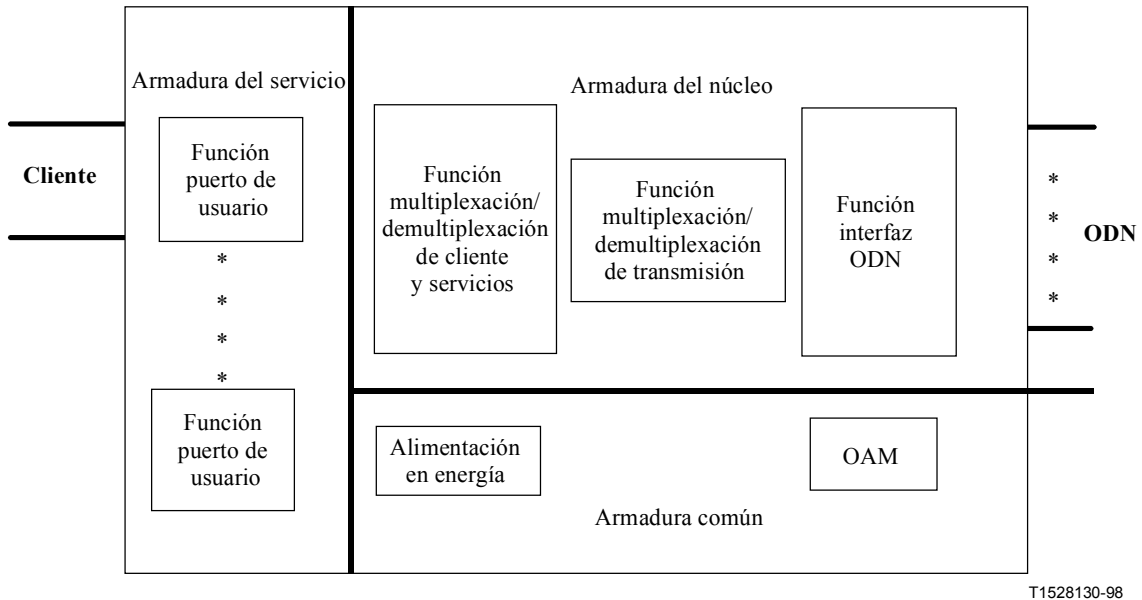 Armadura del servicio
Armadura del núcleo
Cliente
Función
puerto de
usuario
*
*
*
*
Función
puerto de
usuario
Función
multiplexación/
demultiplexación
de cliente
y servicios
Función
multiplexación/
demultiplexación
de transmisión
Función
interfaz
ODN
*
*
*
*
ODN
Alimentación
en energía
OAM
Armadura común
T1528130-98